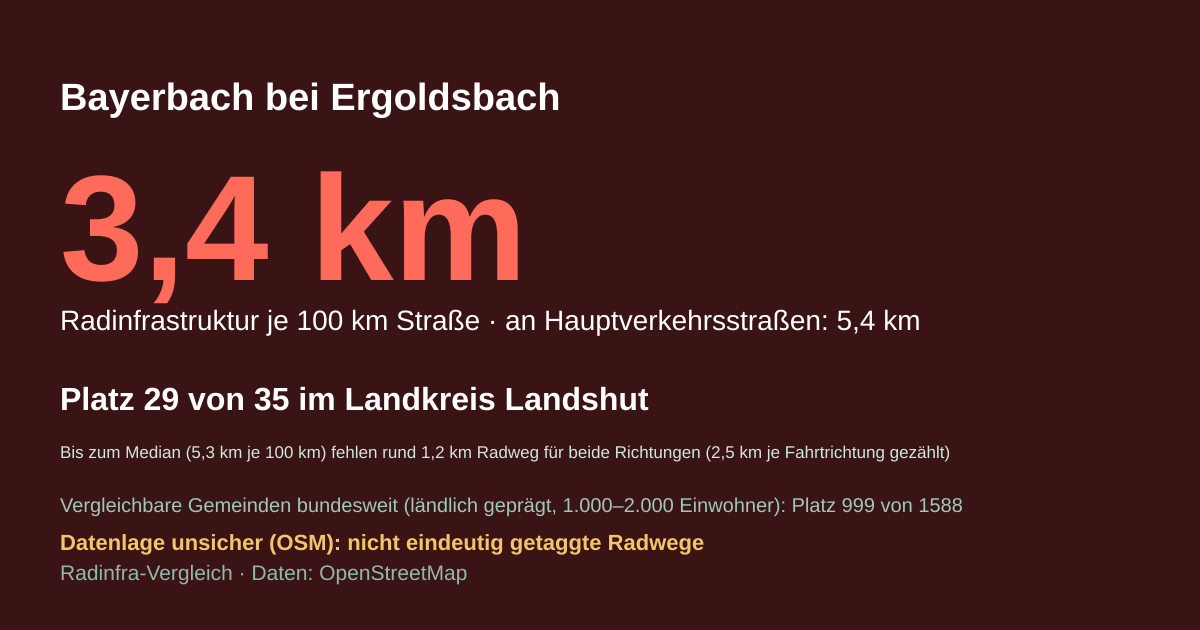 Bayerbach bei Ergoldsbach
3,4 km
Radinfrastruktur je 100 km Straße · an Hauptverkehrsstraßen: 5,4 km
Platz 29 von 35 im Landkreis Landshut
Bis zum Median (5,3 km je 100 km) fehlen rund 1,2 km Radweg für beide Richtungen (2,5 km je Fahrtrichtung gezählt)
Vergleichbare Gemeinden bundesweit (ländlich geprägt, 1.000–2.000 Einwohner): Platz 999 von 1588
Datenlage unsicher (OSM): nicht eindeutig getaggte Radwege
Radinfra-Vergleich · Daten: OpenStreetMap